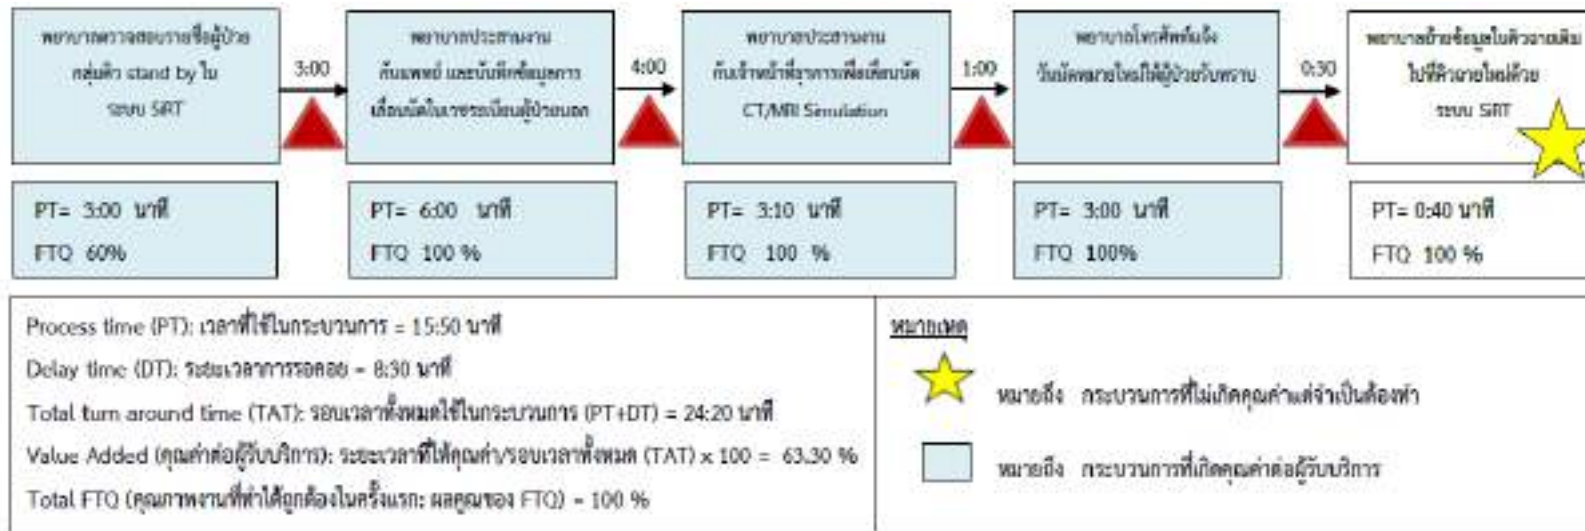 พยาบาลตรวจสอบรายชื่อผู้ป่วย
กลุ่มคิว stand by ใน
ระบบ SiRT
3:00
พยาบาลประสานงาน
กับแพทย์ และบันทึกข้อมูลการ
เลื่อนนัดในเวชระเบียนผู้ป่วยนอก
4:00
พยาบาลประสานงาน
กับเจ้าหน้าที่ธุรการเพื่อเลื่อนนัด
CT/MRI Simulation
1:00
พยาบาลโทรศัพท์แจ้ง
วันนัดหมายใหม่ให้ผู้ป่วยรับทราบ
0:30
พยาบาลย้ายข้อมูลในคิวฉายเดิม
ไปที่คิวฉายใหม่ด้วย
ระบบ SiRT
PT= 3:00 นาที
FTQ 60%
PT= 6:00 นาที
FTQ 100 %
PT= 3:10 นาที
FTQ 100 %
PT= 3:00 นาที
FTQ 100%
PT= 0:40 นาที
FTQ 100 %
Process time (PT): เวลาที่ใช้ในกระบวนการ = 15:50 นาที
Delay time (DT): ระยะเวลาการรอคอย = 8:30 นาที
Total turn around time (TAT): รอบเวลาทั้งหมดใช้ในกระบวนการ (PT+DT) = 24:20 นาที
Value Added (คุณค่าต่อผู้รับบริการ): ระยะเวลาที่ให้คุณค่า/รอบเวลาทั้งหมด (TAT) x 100 = 63.30 %
Total FTQ (คุณภาพงานที่ทำได้ถูกต้องในครั้งแรก: ผลคูณของ FTQ) = 100 %
หมายเหตุ
หมายถึง กระบวนการที่ไม่เกิดคุณค่าแต่จำเป็นต้องทำ
หมายถึง กระบวนการที่เกิดคุณค่าต่อผู้รับบริการ